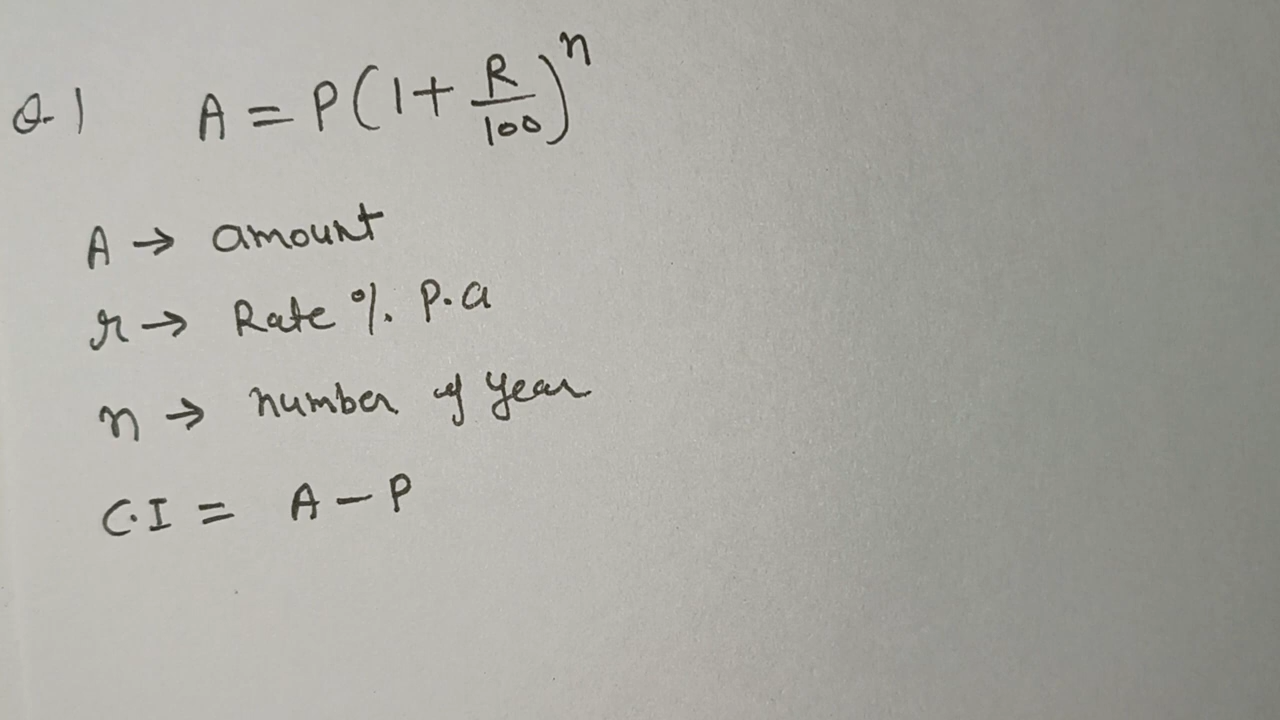 Q.1 A = P(1 + R/100)^n
A → amount
r → Rate % P.a
n → number of year
C.I = A - P